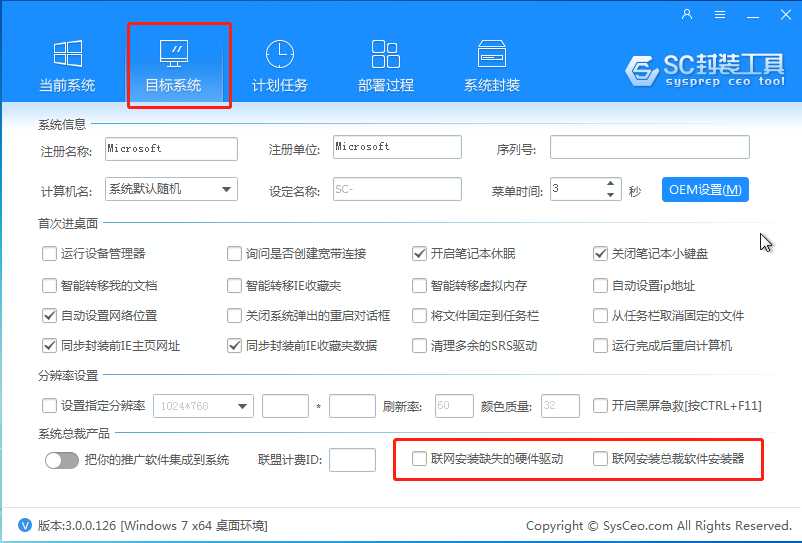 SC封装工具
sysprep ceo tool
当前系统 目标系统 计划任务 部署过程 系统封装
系统信息
注册名称: Microsoft 注册单位: Microsoft 序列号:
计算机名: 系统默认随机 设定名称: SC- 菜单时间: 3 秒 OEM设置(M)
首次进桌面
运行设备管理器 询问是否创建宽带连接 开启笔记本休眠 关闭笔记本小键盘
智能转移我的文档 智能转移IE收藏夹 智能转移虚拟内存 自动设置ip地址
自动设置网络位置 关闭系统弹出的重启对话框 将文件固定到任务栏 从任务栏取消固定的文件
同步封装前IE主页网址 同步封装前IE收藏夹数据 清理多余的SRS驱动 运行完成后重启计算机
分辨率设置
设置指定分辨率 1024*768 * 刷新率: 60 颜色质量: 32 开启黑屏急救[按CTRL+F11]
系统总裁产品
把你的推广软件集成到系统 联盟计费ID: 联网安装缺失的硬件驱动 联网安装总裁软件安装器
V 版本:3.0.0.126 [Windows 7 x64 桌面环境] Copyright © SysCeo.com All Rights Reserved.